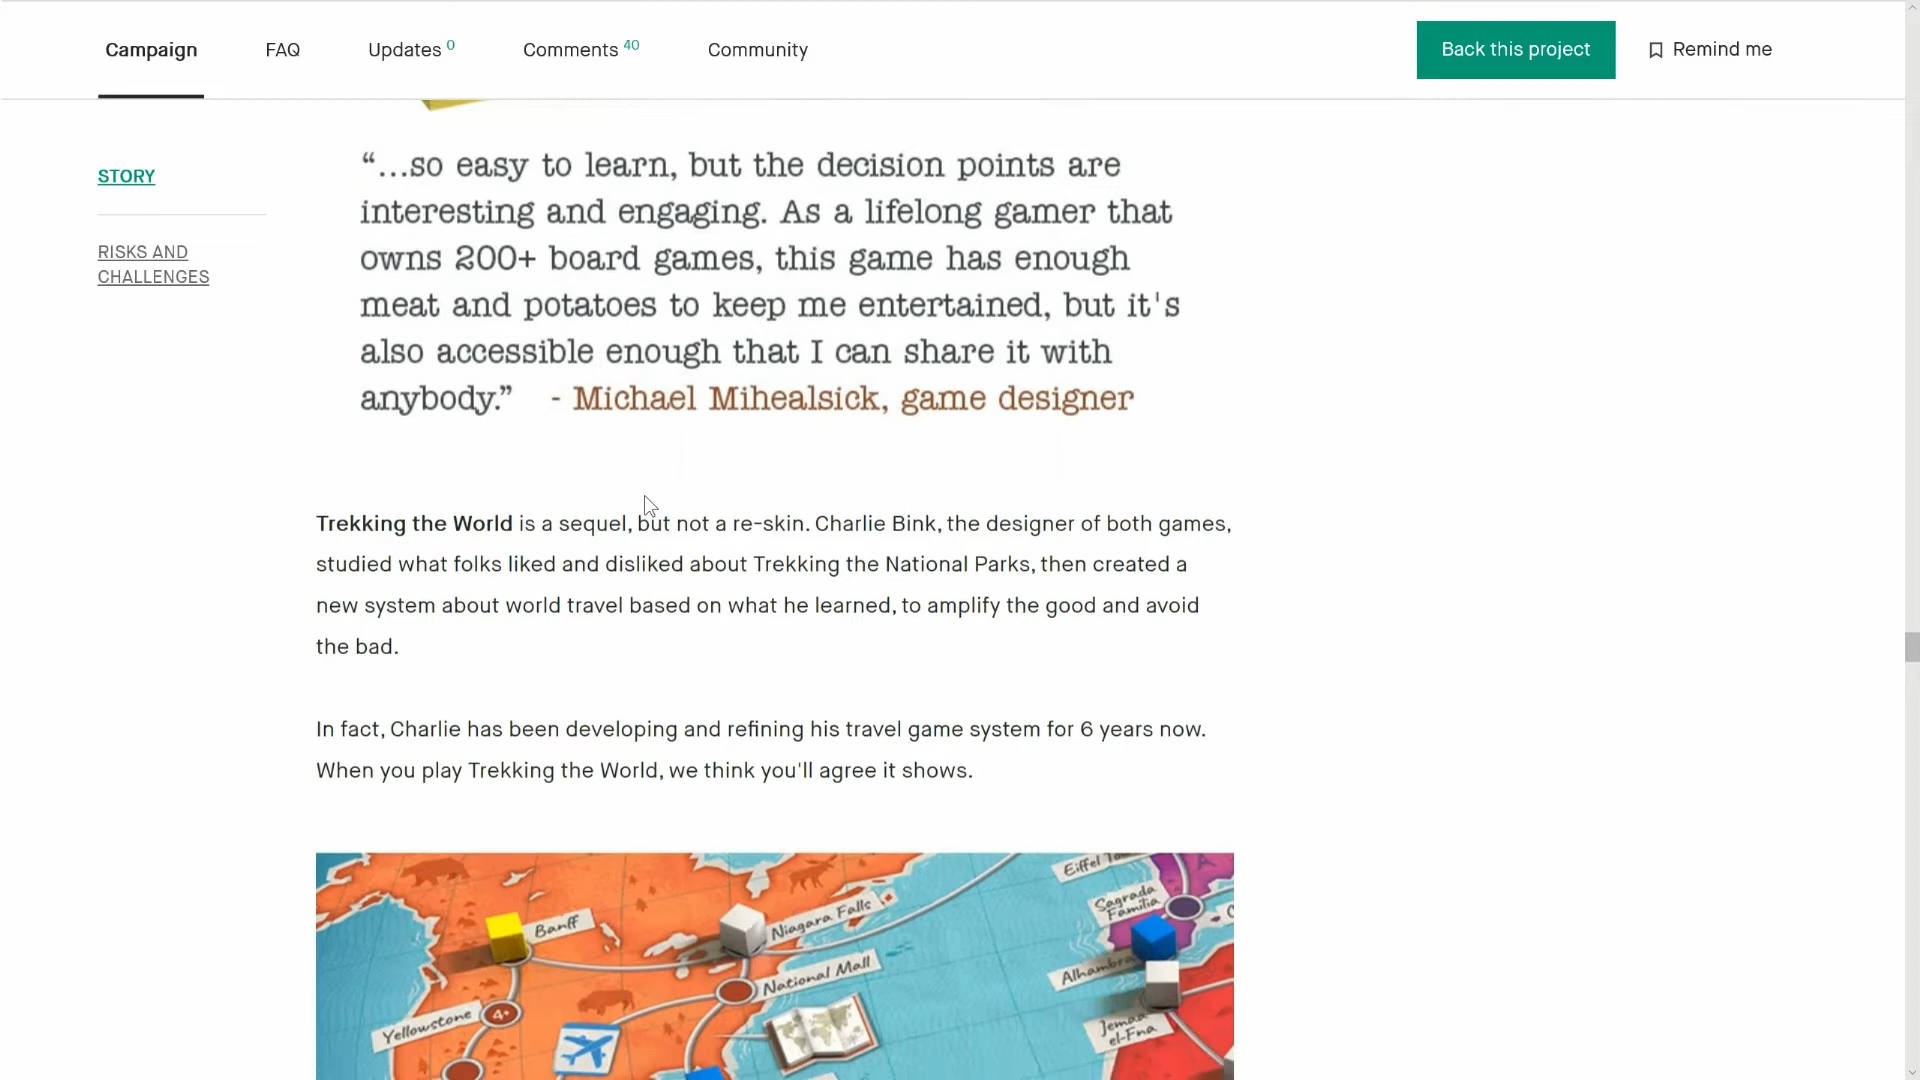 Campaign FAQ Updates 0 Comments 40 Community Back this project Remind me
STORY
RISKS AND
CHALLENGES
“...so easy to learn, but the decision points are
interesting and engaging. As a lifelong gamer that
owns 200+ board games, this game has enough
meat and potatoes to keep me entertained, but it's
also accessible enough that I can share it with
anybody.” - Michael Mihealsick, game designer
Trekking the World is a sequel, but not a re-skin. Charlie Bink, the designer of both games,
studied what folks liked and disliked about Trekking the National Parks, then created a
new system about world travel based on what he learned, to amplify the good and avoid
the bad.
In fact, Charlie has been developing and refining his travel game system for 6 years now.
When you play Trekking the World, we think you'll agree it shows.
Eiffel
Sagrada
Familia
Banff
Niagara Falls
National Mall
Alhambra
Yellowstone
4+
Jemaa
el-Fna